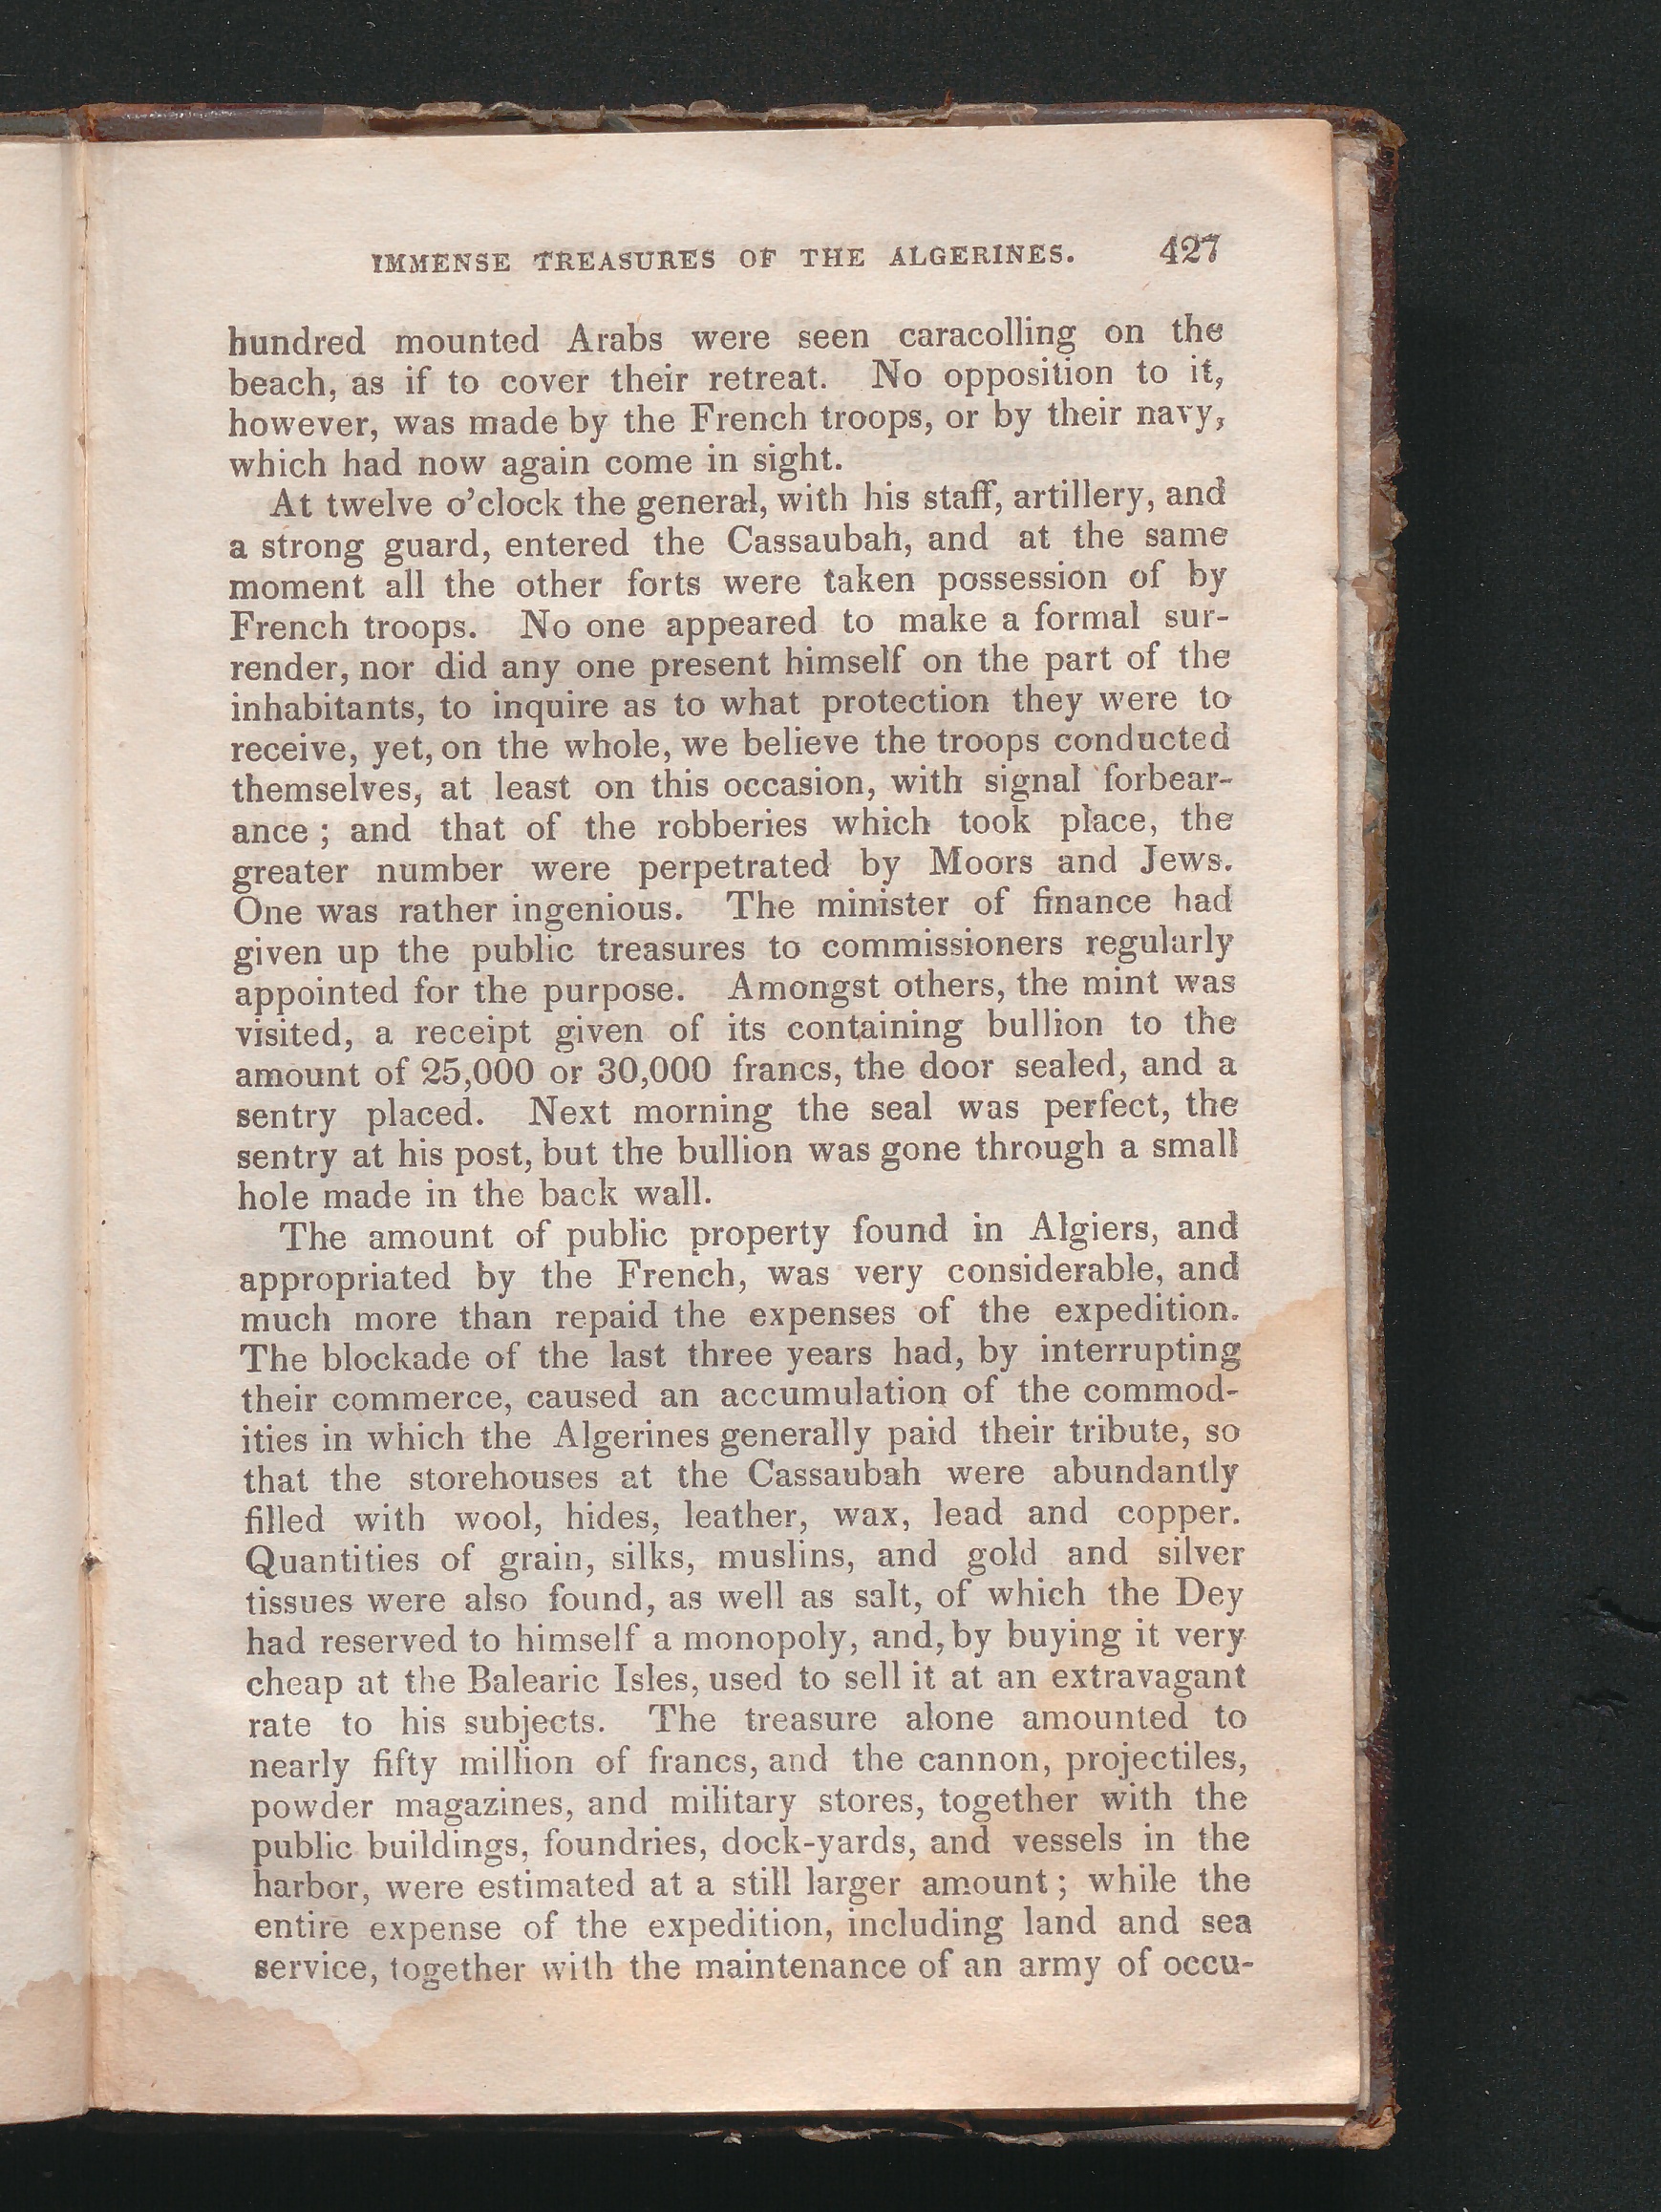 IMMENSE TREASURES OF THE ALGERINES. 427
hundred mounted Arabs were seen caracolling on the
beach, as if to cover their retreat. No opposition to it,
however, was made by the French troops, or by their navy,
which had now again come in sight.
At twelve o'clock the general, with his staff, artillery, and
a strong guard, entered the Cassaubah, and at the same
moment all the other forts were taken possession of by
French troops. No one appeared to make a formal sur-
render, nor did any one present himself on the part of the
inhabitants, to inquire as to what protection they were to
receive, yet, on the whole, we believe the troops conducted
themselves, at least on this occasion, with signal forbear-
ance; and that of the robberies which took place, the
greater number were perpetrated by Moors and Jews.
One was rather ingenious. The minister of finance had
given up the public treasures to commissioners regularly
appointed for the purpose. Amongst others, the mint was
visited, a receipt given of its containing bullion to the
amount of 25,000 or 30,000 francs, the door sealed, and a
sentry placed. Next morning the seal was perfect, the
sentry at his post, but the bullion was gone through a small
hole made in the back wall.
The amount of public property found in Algiers, and
appropriated by the French, was very considerable, and
much more than repaid the expenses of the expedition.
The blockade of the last three years had, by interrupting
their commerce, caused an accumulation of the commod-
ities in which the Algerines generally paid their tribute, so
that the storehouses at the Cassaubah were abundantly
filled with wool, hides, leather, wax, lead and copper.
Quantities of grain, silks, muslins, and gold and silver
tissues were also found, as well as salt, of which the Dey
had reserved to himself a monopoly, and, by buying it very
cheap at the Balearic Isles, used to sell it at an extravagant
rate to his subjects. The treasure alone amounted to
nearly fifty million of francs, and the cannon, projectiles,
powder magazines, and military stores, together with the
public buildings, foundries, dock-yards, and vessels in the
harbor, were estimated at a still larger amount; while the
entire expense of the expedition, including land and sea
service, together with the maintenance of an army of occu-